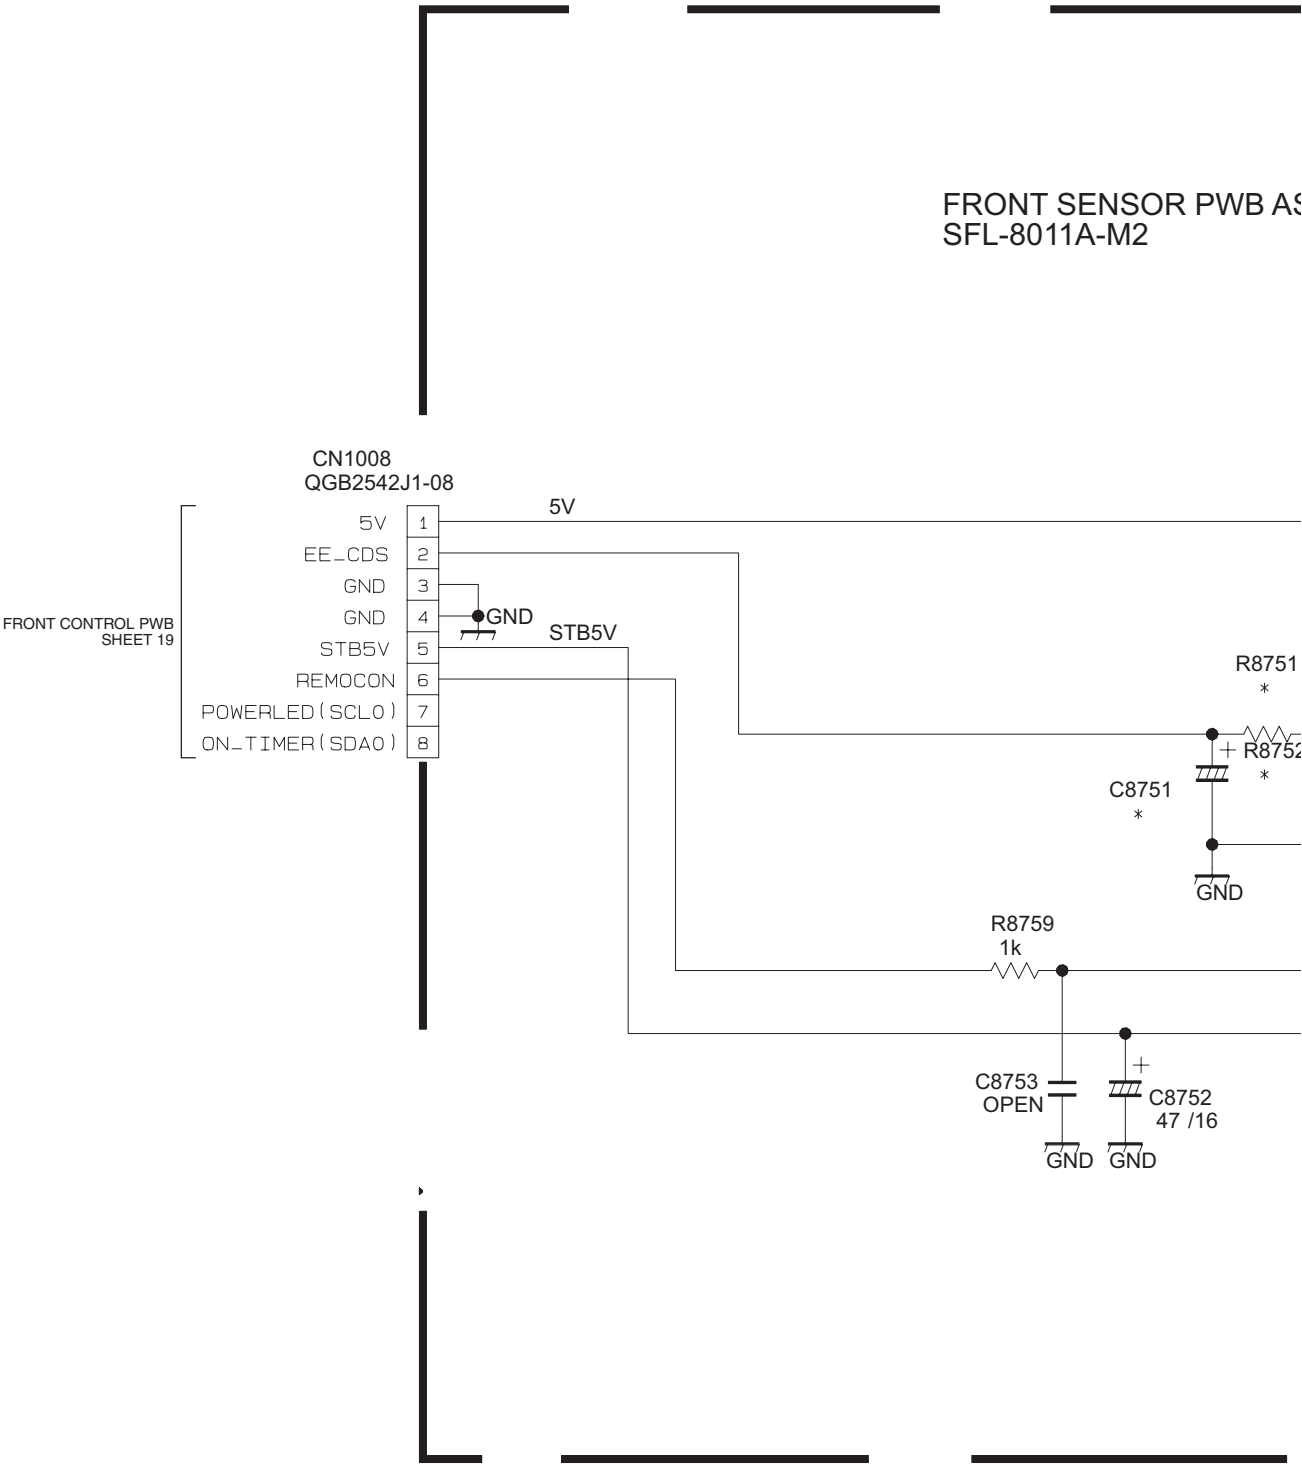 FRONT SENSOR PWB AS
SFL-8011A-M2
CN1008
QGB2542J1-08
5V
5V 1
EE_CDS 2
GND 3
GND 4
GND
STB5V
STB5V 5
REMOCON 6
POWERLED(SCL0) 7
ON_TIMER(SDA0) 8
FRONT CONTROL PWB
SHEET 19
R8751
*
+ R8752
*
C8751
*
GND
R8759
1k
+
C8753
OPEN
C8752
47 /16
GND GND